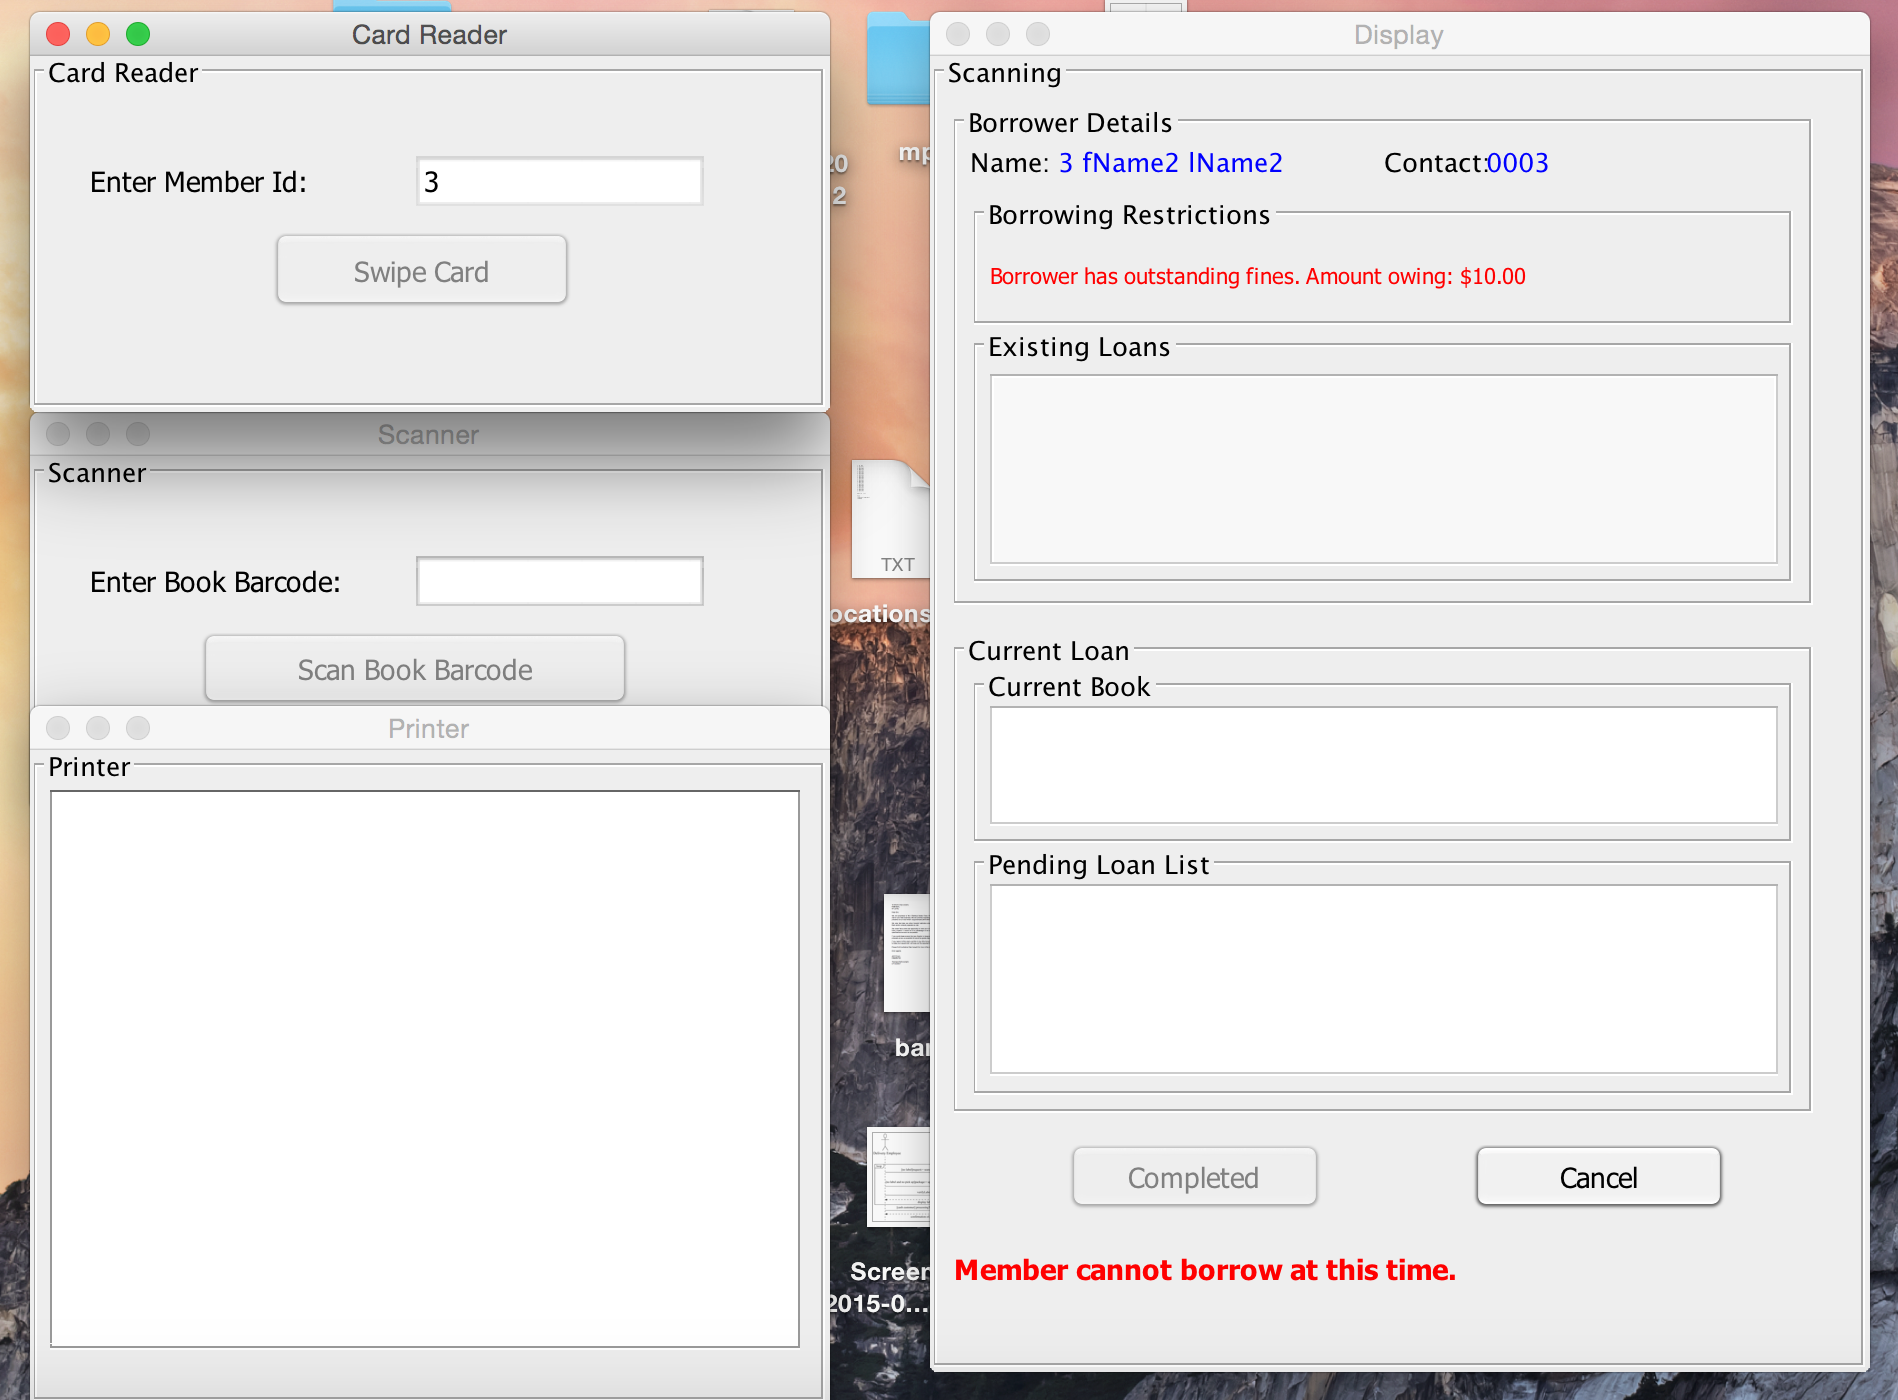 Card Reader
Card Reader
Enter Member Id:
3
Swipe Card
Scanner
Scanner
Enter Book Barcode:
Scan Book Barcode
Printer
Printer
20
2
mp
TXT
ocations
bar
Screen
2015-0...
Display
Scanning
Borrower Details
Name: 3 fName2 lName2 Contact:0003
Borrowing Restrictions
Borrower has outstanding fines. Amount owing: $10.00
Existing Loans
Current Loan
Current Book
Pending Loan List
Completed Cancel
Member cannot borrow at this time.